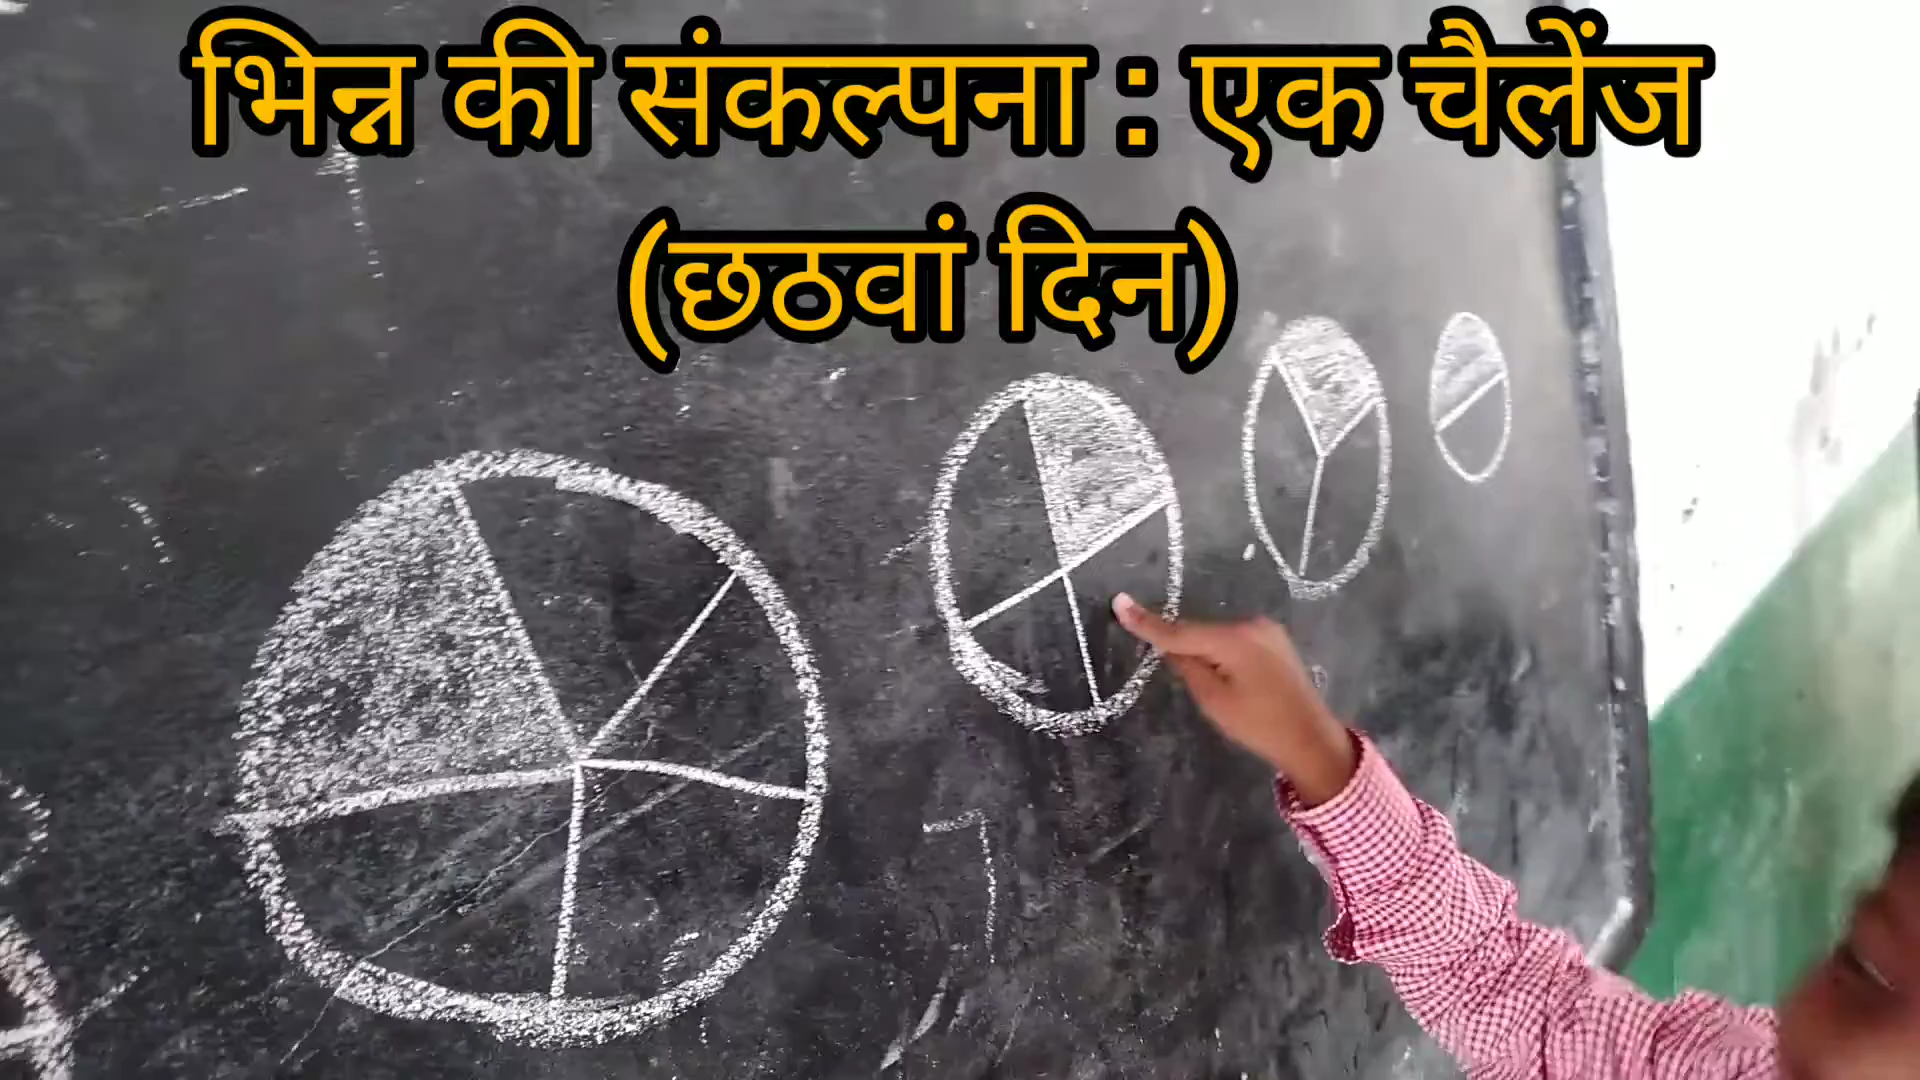 भिन्न की संकल्पना : एक चैलेंज
(छठवां दिन)